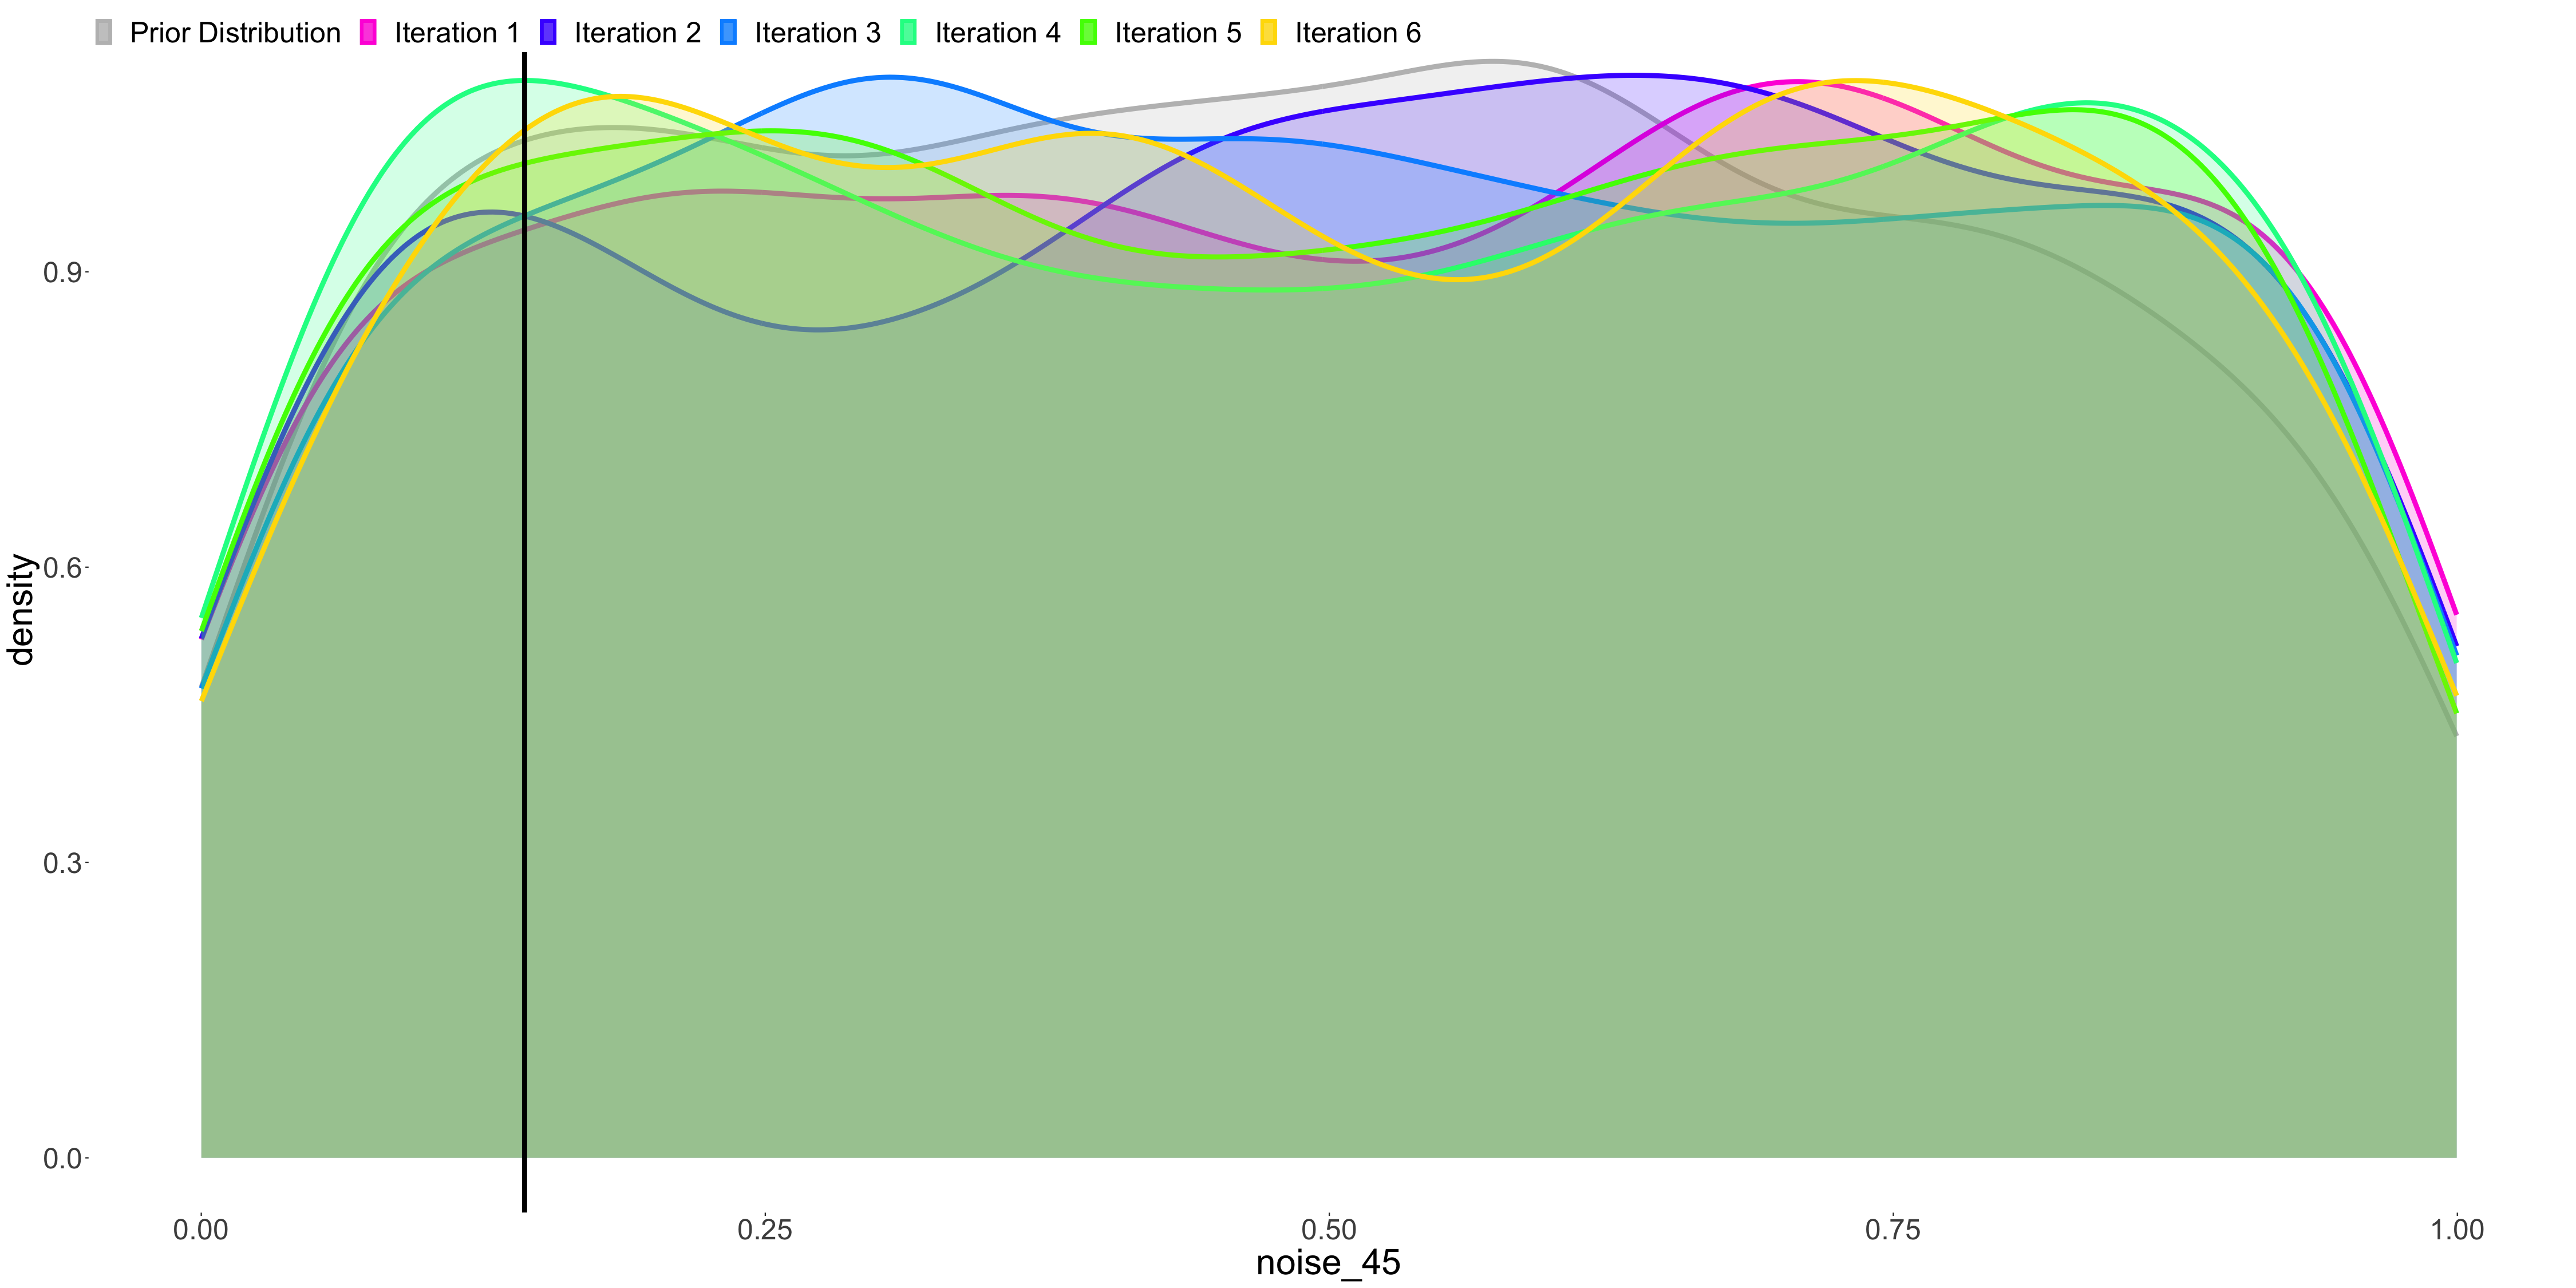 Prior Distribution Iteration 1 Iteration 2 Iteration 3 Iteration 4 Iteration 5 Iteration 6
density
0.9
0.6
0.3
0.0
0.00 0.25 0.50 0.75 1.00
noise_45